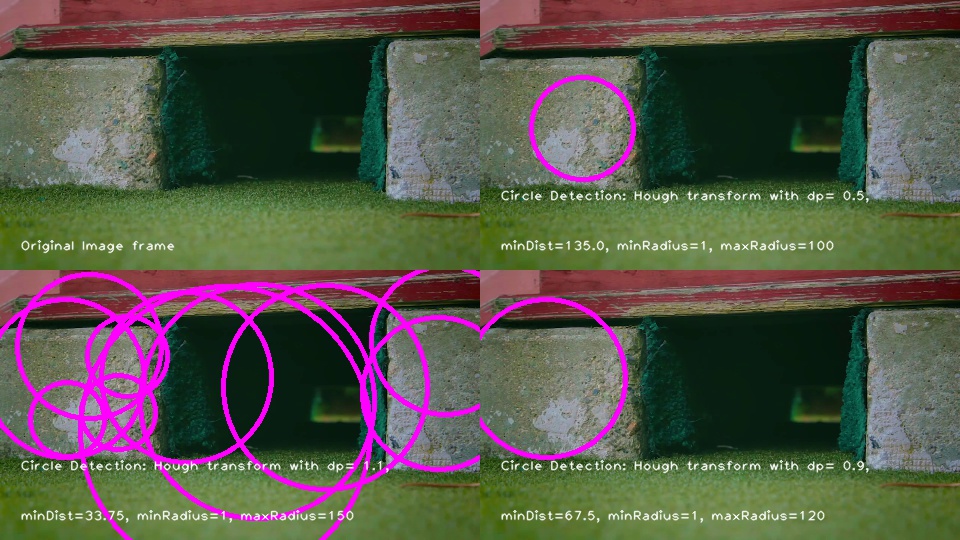 Original Image frame
Circle Detection: Hough transform with dp= 0.5,
minDist=135.0, minRadius=1, maxRadius=100
Circle Detection: Hough transform with dp= 1.1,
minDist=33.75, minRadius=1, maxRadius=150
Circle Detection: Hough transform with dp= 0.9,
minDist=67.5, minRadius=1, maxRadius=120